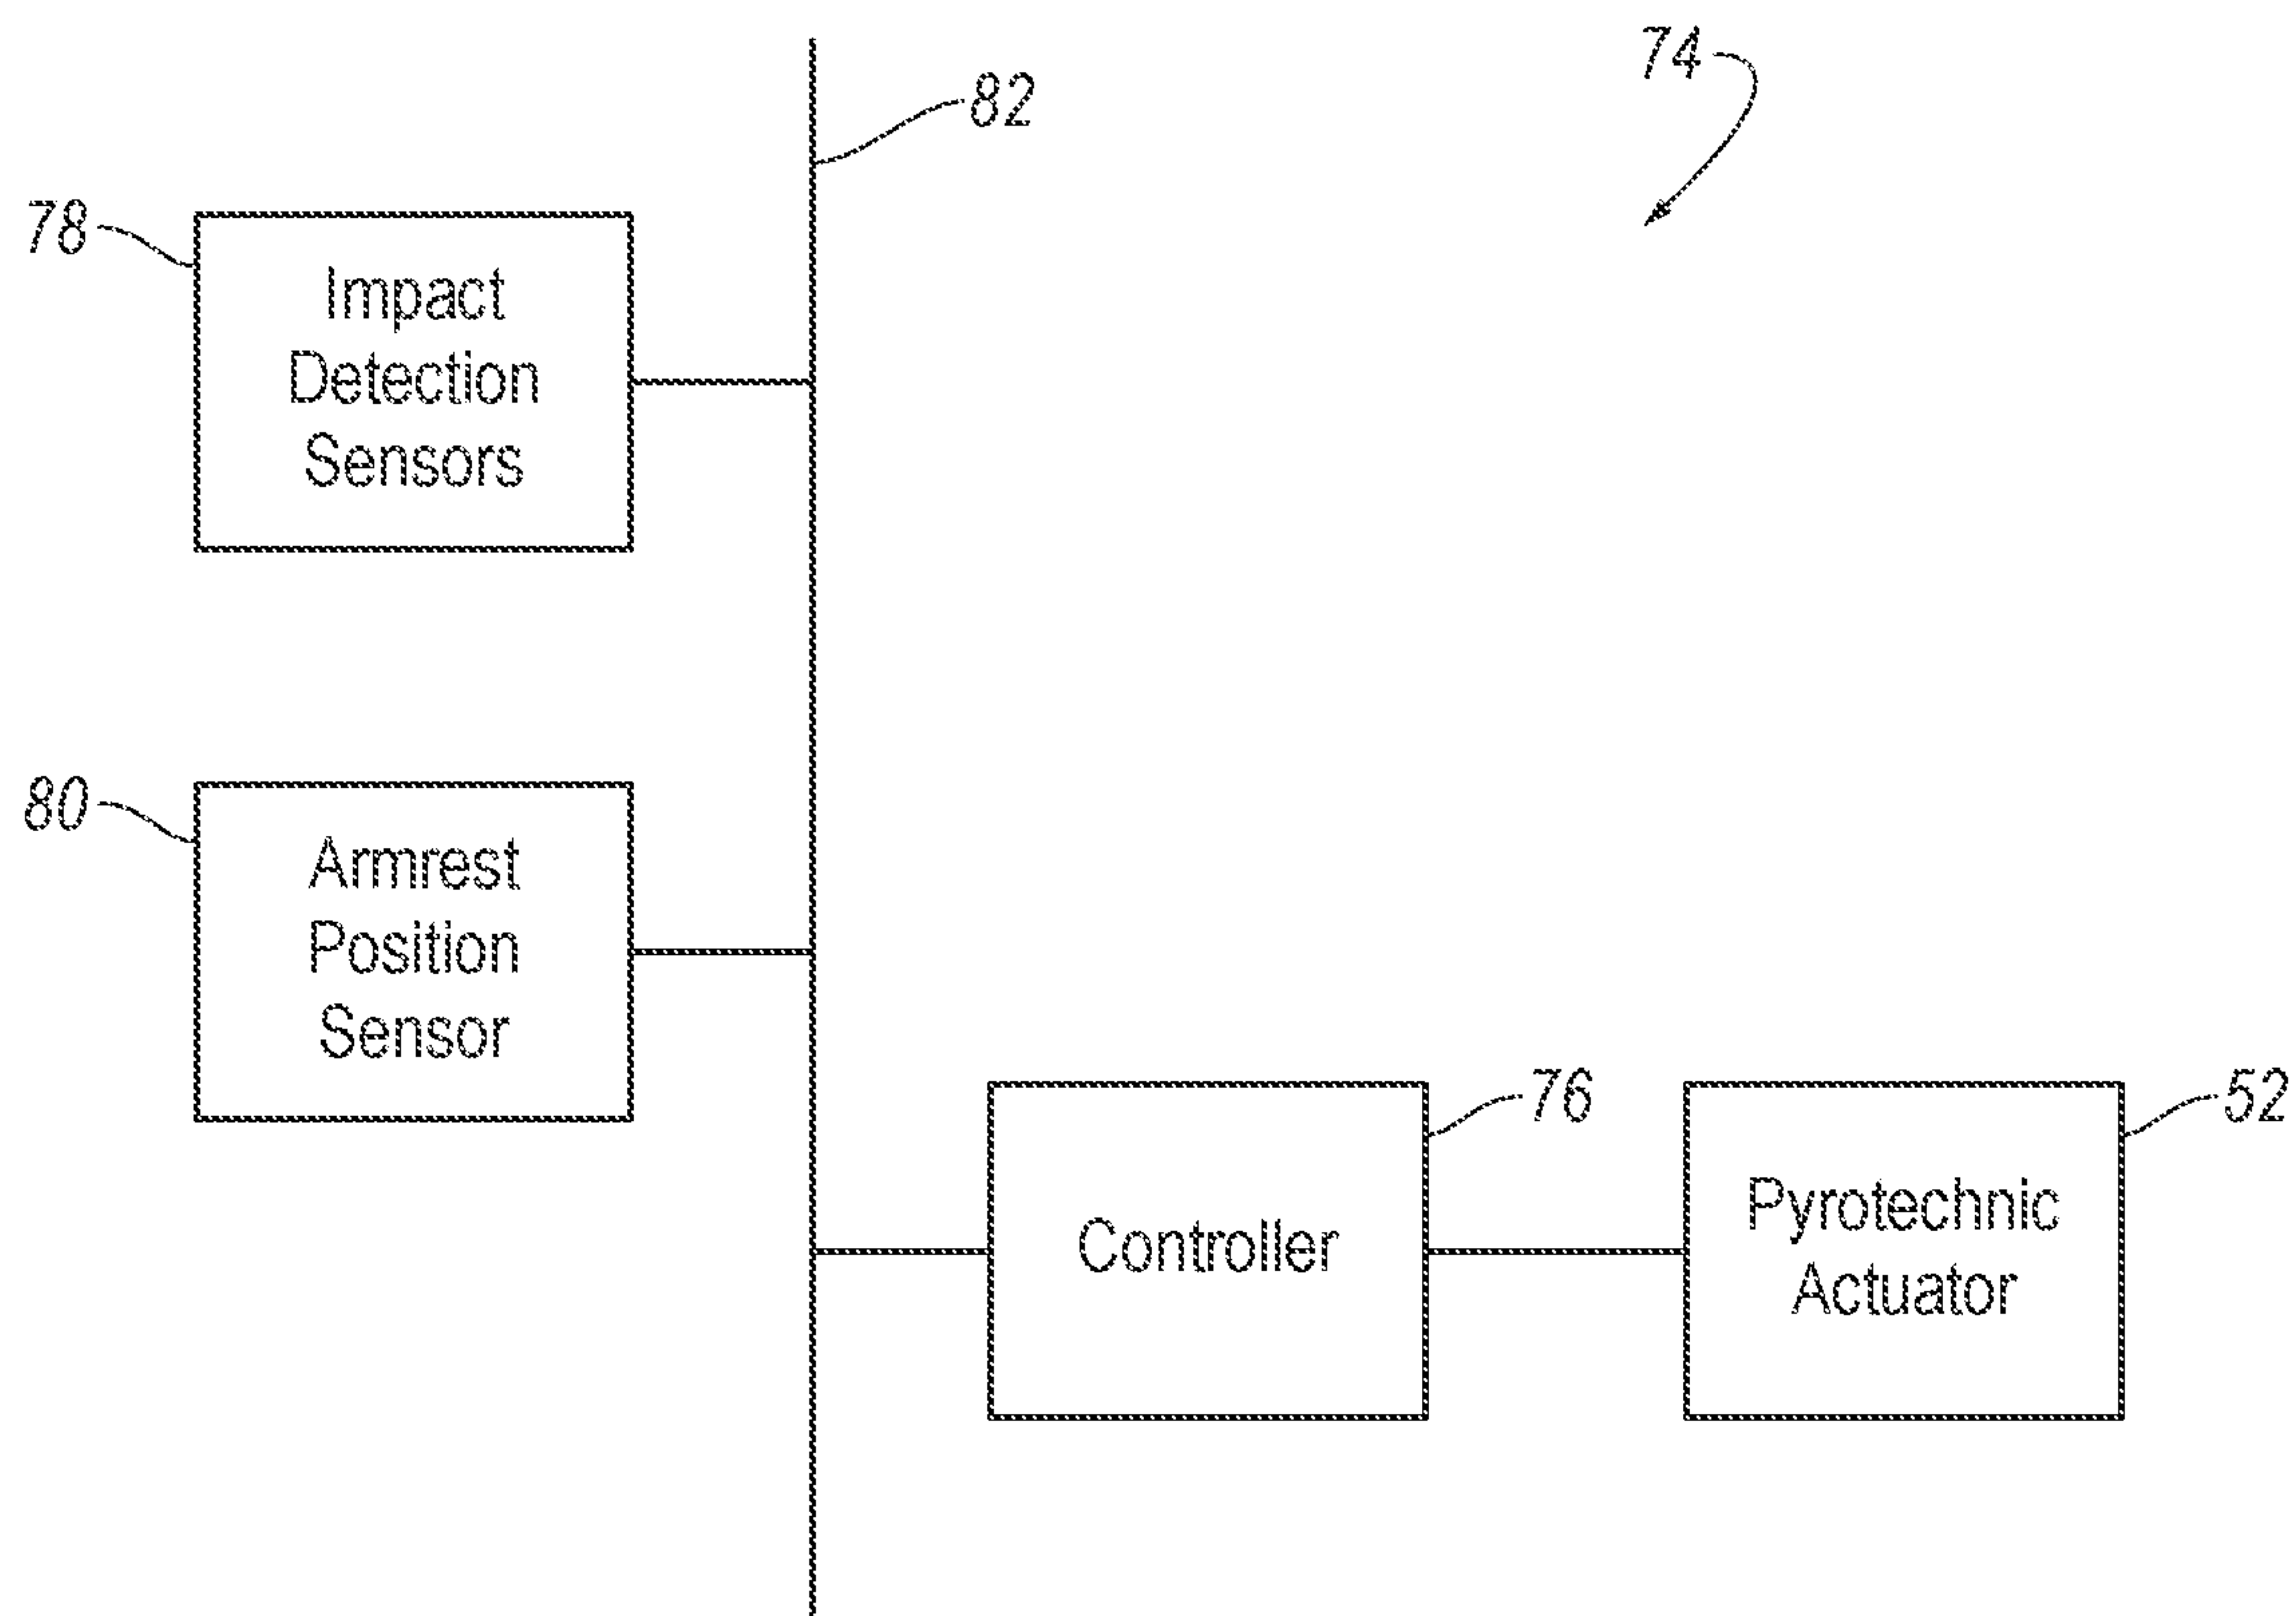 74
82
78
Impact
Detection
Sensors
80
Armrest
Position
Sensor
76
Controller
52
Pyrotechnic
Actuator